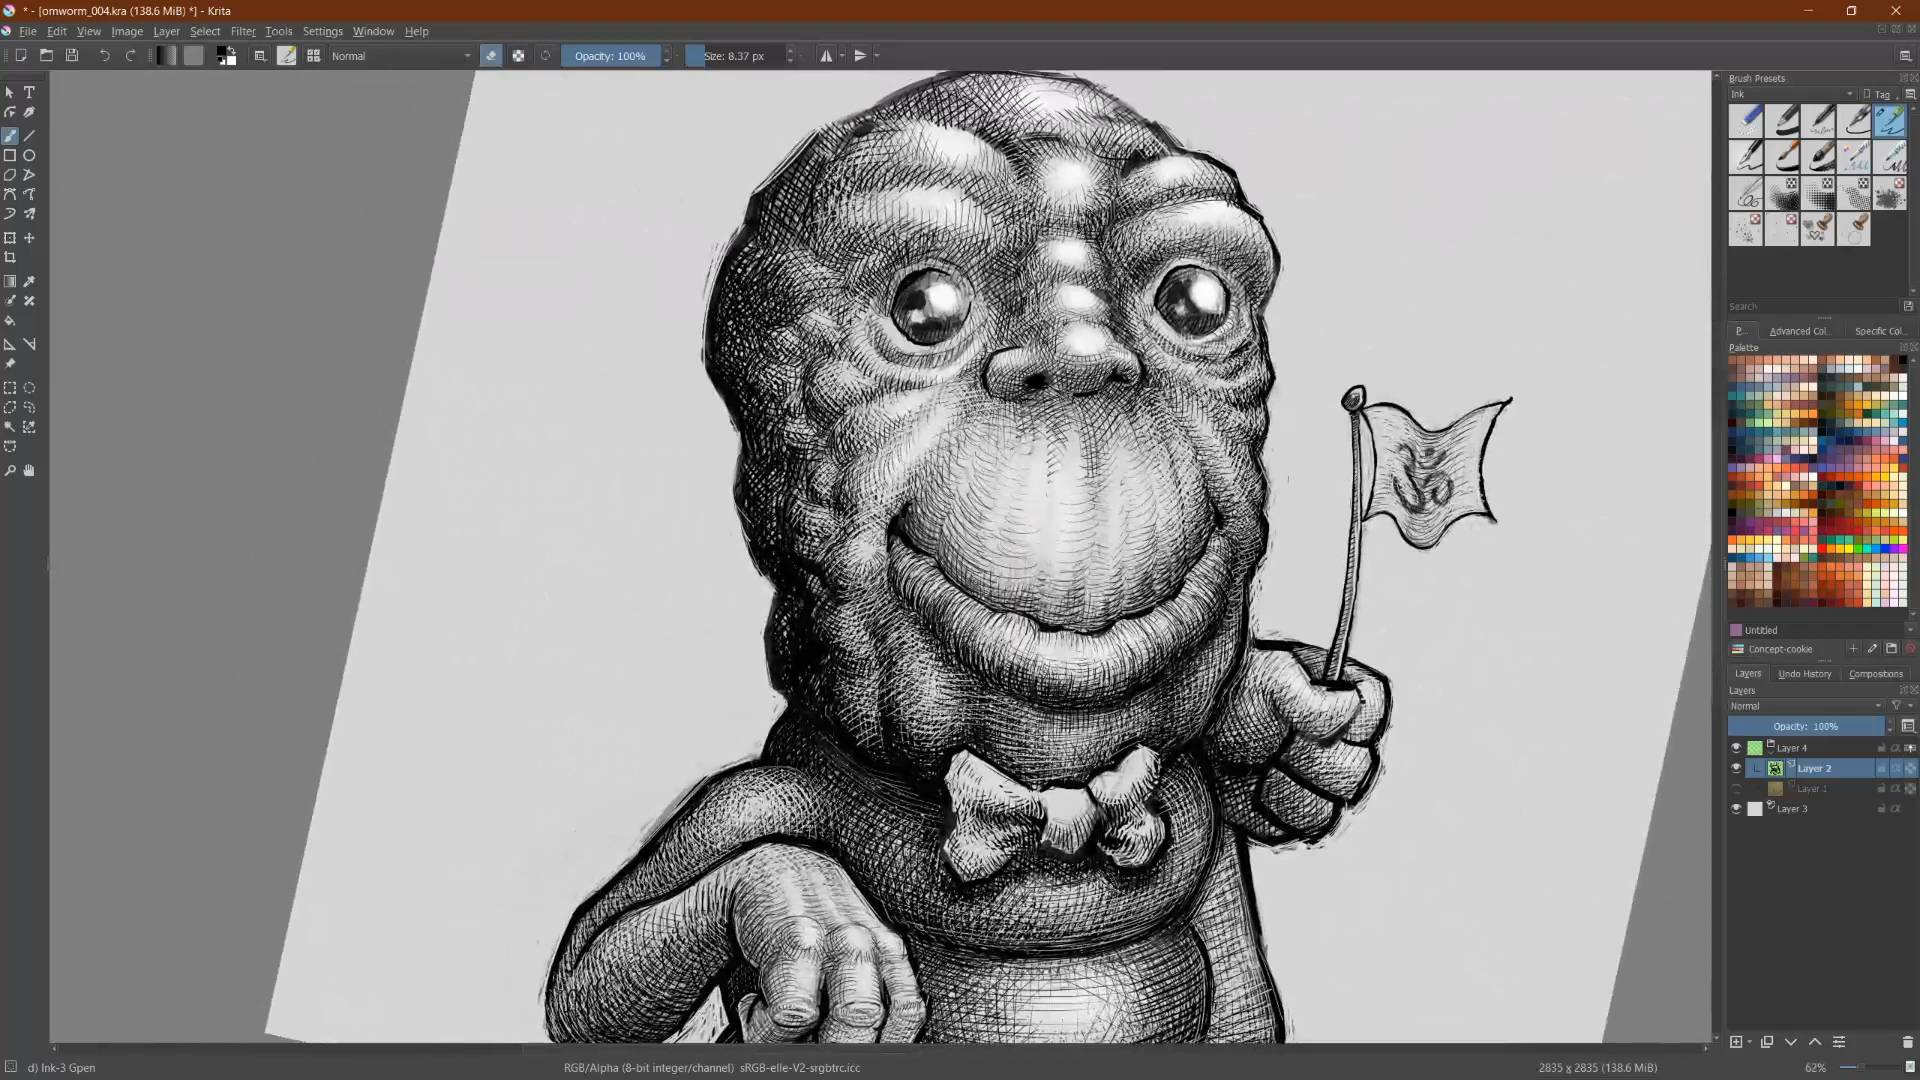 * - [omworm_004.kra (138.6 MiB) *] - Krita
File Edit View Image Layer Select Filter Tools Settings Window Help
Normal Opacity: 100% Size: 8.37 px
Brush Presets
Ink Tag
Search
P... Advanced Col... Specific Col...
Palette
ॐ
Untitled
Concept-cookie
Layers Undo History Compositions
Layers
Normal
Opacity: 100%
Layer 4
Layer 2
Layer 1
Layer 3
d) Ink-3 Gpen RGB/Alpha (8-bit integer/channel) sRGB-elle-V2-srgbtrc.icc 2835 x 2835 (138.6 MiB) 62%